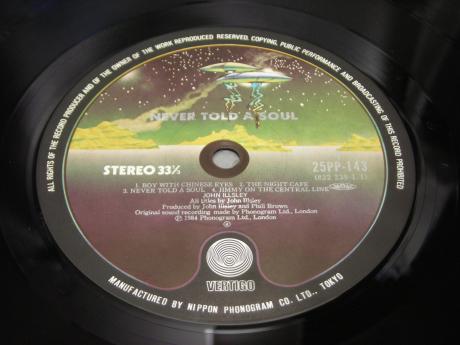 ALL RIGHTS OF THE RECORD PRODUCER AND OF THE OWNER OF THE WORK REPRODUCED RESERVED. COPYING, PUBLIC PERFORMANCE AND BROADCASTING OF THIS RECORD PROHIBITED
NEVER TOLD A SOUL
STEREO 33⅓
25PP-143
(822 239-1 1)
1. BOY WITH CHINESE EYES 2. THE NIGHT CAFE
3. NEVER TOLD A SOUL 4. JIMMY ON THE CENTRAL LINE
JOHN ILLSLEY
All titles by John Illsley
Produced by John Illsley and Phill Brown
Original sound recording made by Phonogram Ltd., London
Ⓟ 1984 Phonogram Ltd., London
VERTIGO
MANUFACTURED BY NIPPON PHONOGRAM CO. LTD., TOKYO